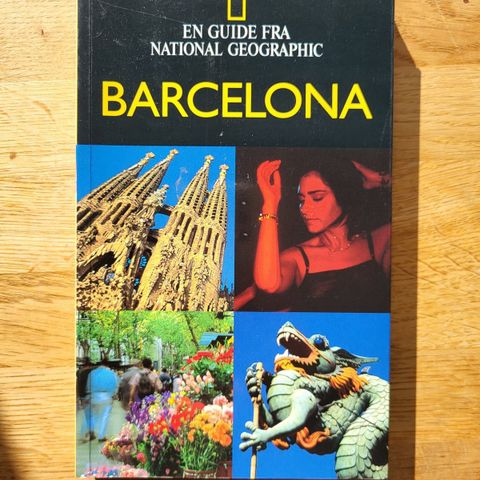 EN GUIDE FRA
NATIONAL GEOGRAPHIC
BARCELONA